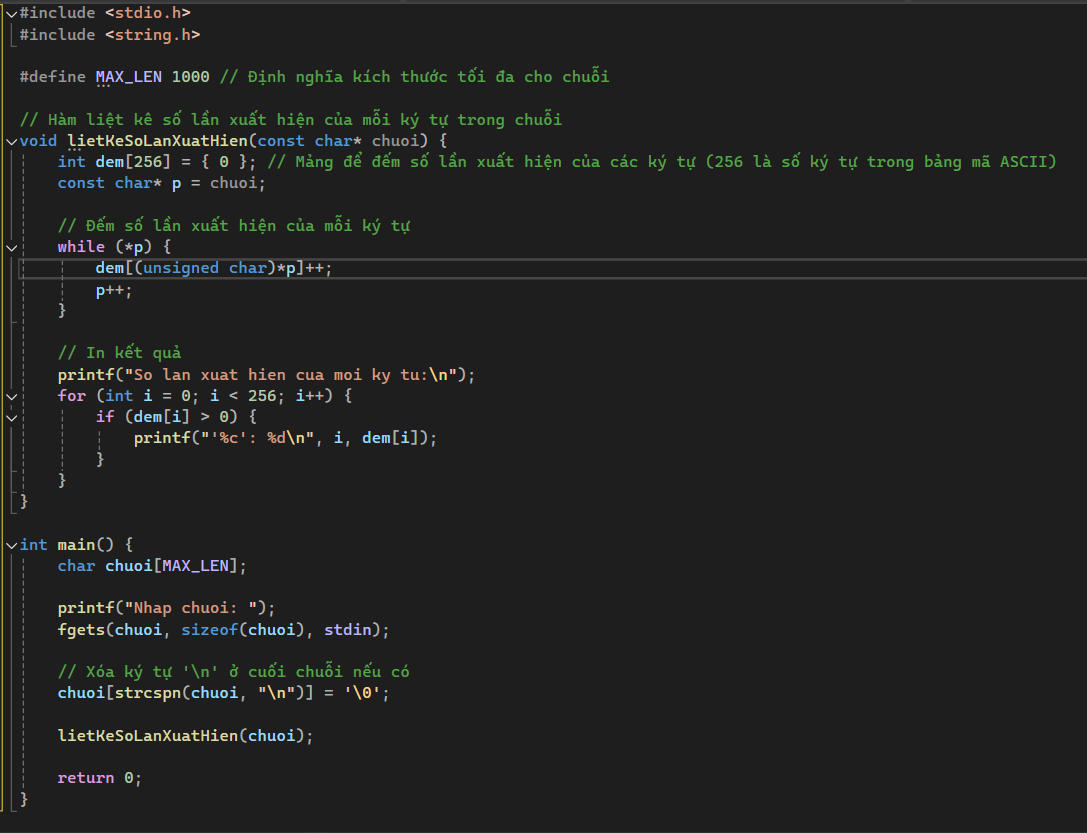 #include <stdio.h>
#include <string.h>
#define MAX_LEN 1000 // Định nghĩa kích thước tối đa cho chuỗi
// Hàm liệt kê số lần xuất hiện của mỗi ký tự trong chuỗi
void lietKeSoLanXuatHien(const char* chuoi) {
    int dem[256] = { 0 }; // Mảng để đếm số lần xuất hiện của các ký tự (256 là số ký tự trong bảng mã ASCII)
    const char* p = chuoi;
    // Đếm số lần xuất hiện của mỗi ký tự
    while (*p) {
        dem[(unsigned char)*p]++;
        p++;
    }
    // In kết quả
    printf("So lan xuat hien cua moi ky tu:\n");
    for (int i = 0; i < 256; i++) {
        if (dem[i] > 0) {
            printf("'%c': %d\n", i, dem[i]);
        }
    }
}
int main() {
    char chuoi[MAX_LEN];
    printf("Nhap chuoi: ");
    fgets(chuoi, sizeof(chuoi), stdin);
    // Xóa ký tự '\n' ở cuối chuỗi nếu có
    chuoi[strcspn(chuoi, "\n")] = '\0';
    lietKeSoLanXuatHien(chuoi);
    return 0;
}